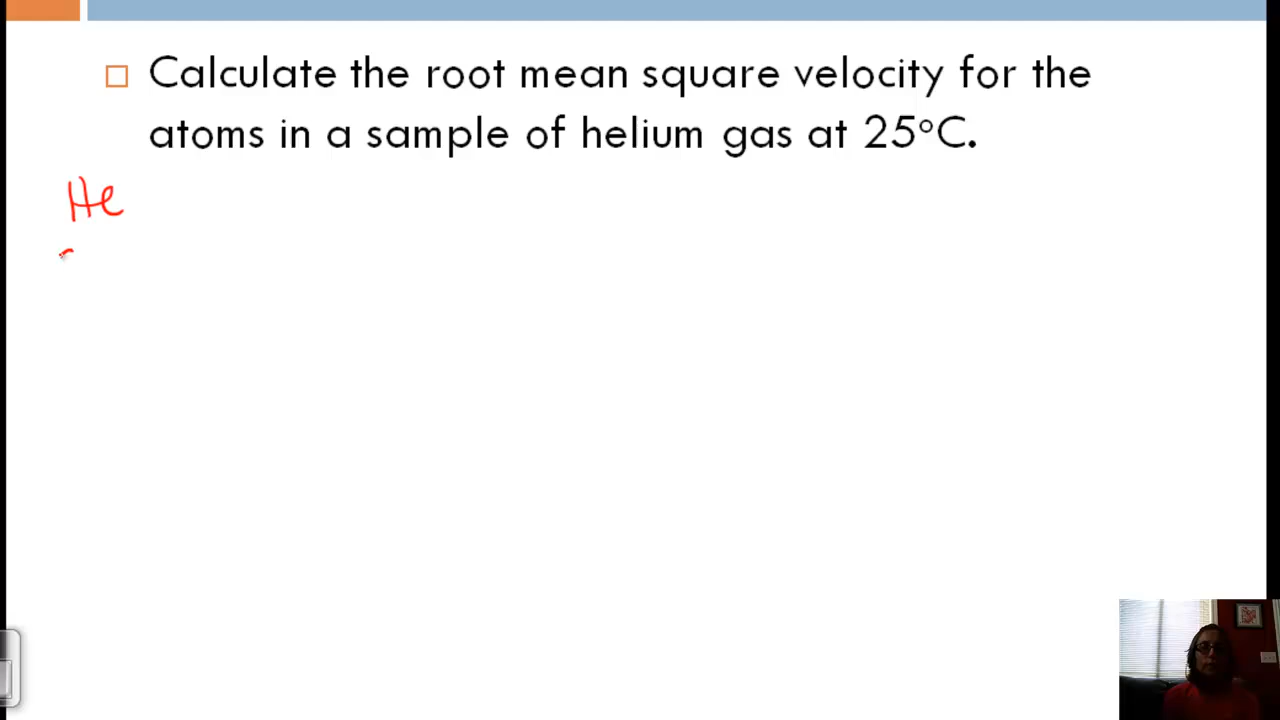 Calculate the root mean square velocity for the
atoms in a sample of helium gas at 25°C.
He